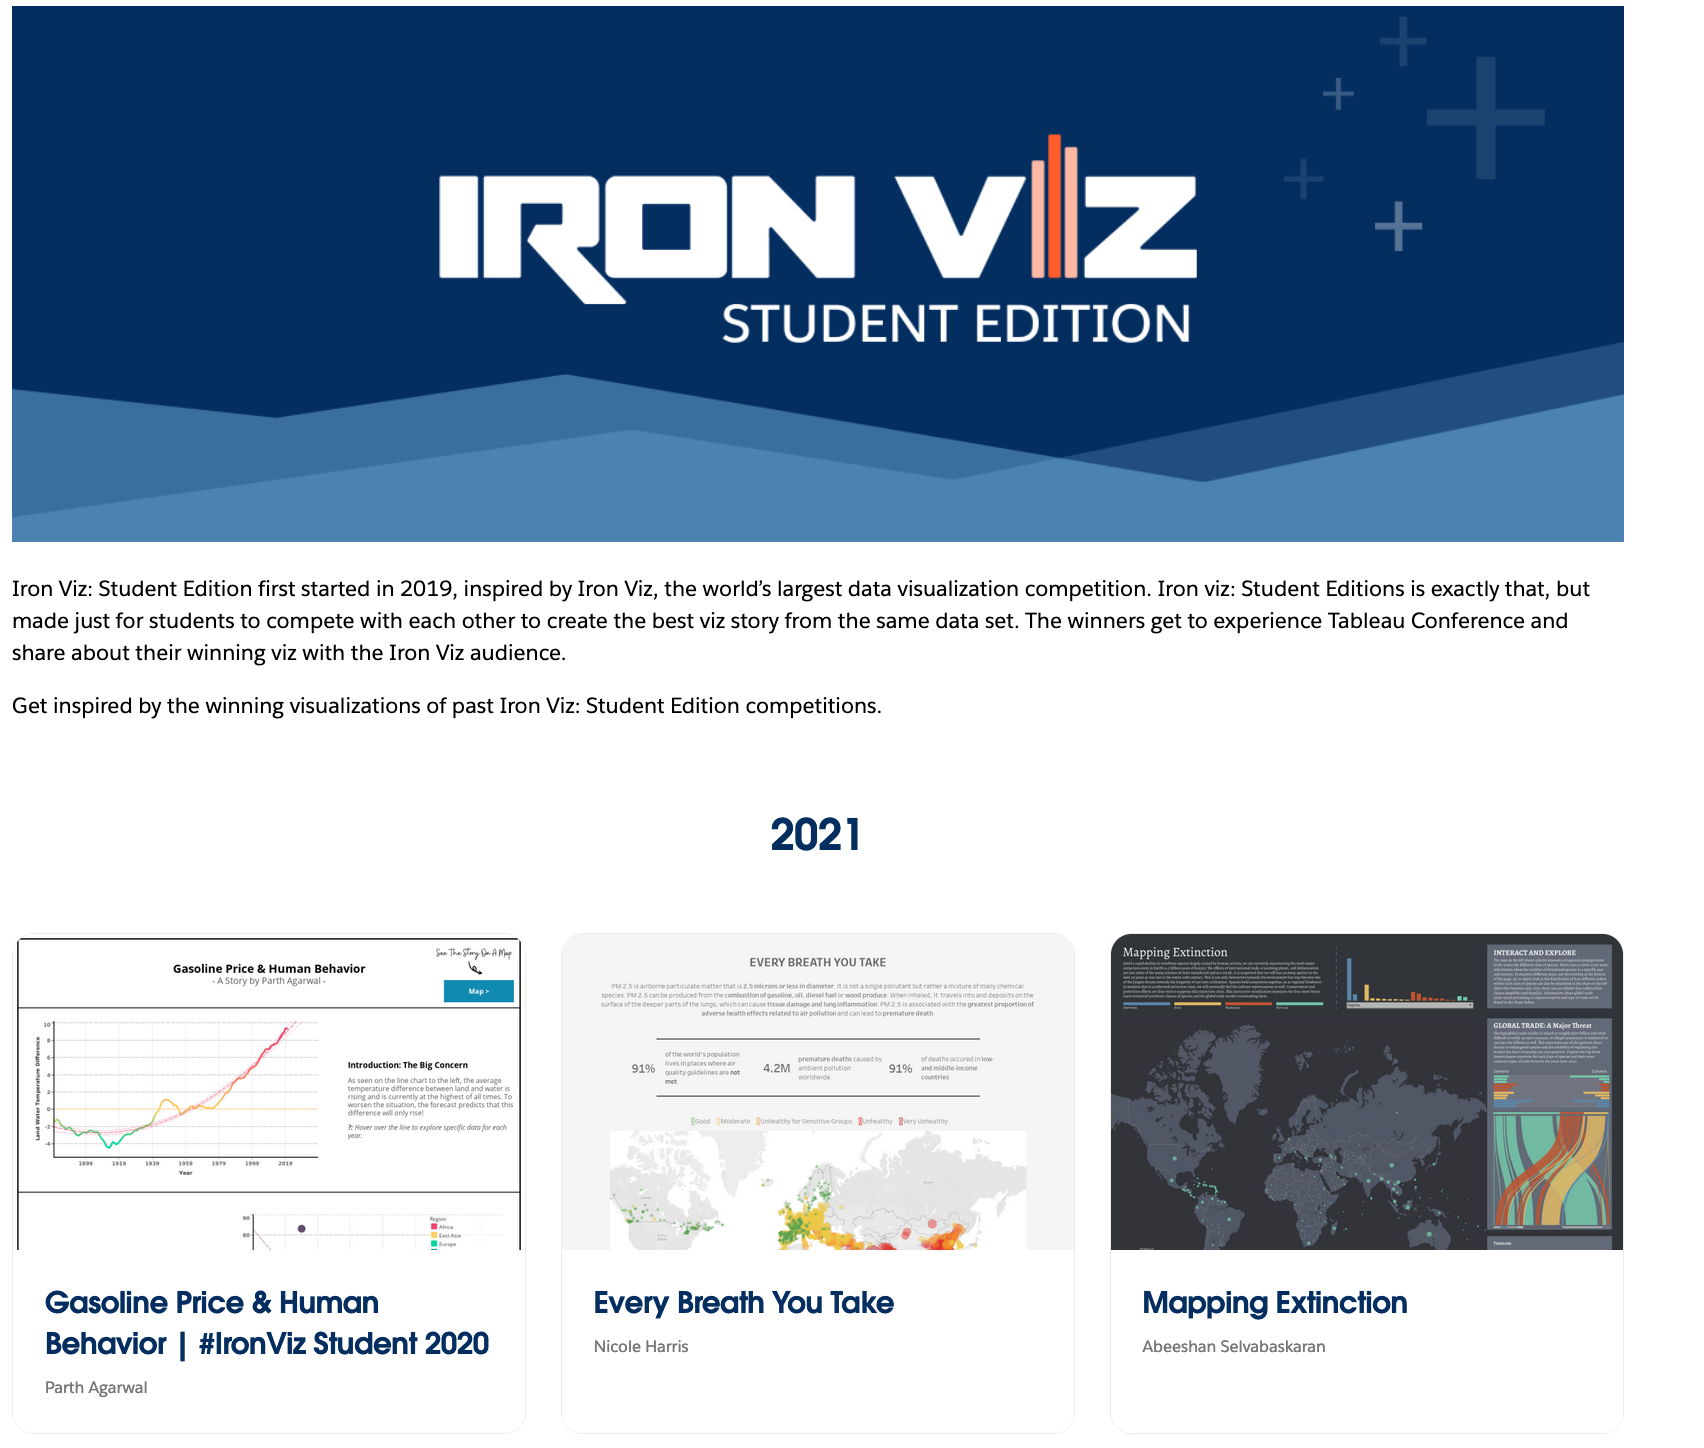 IRON VIZ
STUDENT EDITION
Iron Viz: Student Edition first started in 2019, inspired by Iron Viz, the world’s largest data visualization competition. Iron viz: Student Editions is exactly that, but
made just for students to compete with each other to create the best viz story from the same data set. The winners get to experience Tableau Conference and
share about their winning viz with the Iron Viz audience.
Get inspired by the winning visualizations of past Iron Viz: Student Edition competitions.
2021
See The Story On A Map
Gasoline Price & Human Behavior
- A Story by Parth Agarwal -
Map >
Land Water Temperature Difference
10
8
6
4
2
0
-2
-4
1899 1919 1939 1959 1979 1999 2019
Year
Introduction: The Big Concern
As seen on the line chart to the left, the average
temperature difference between land and water is
rising and is currently at the highest of all times. To
worsen the situation, the forecast predicts that this
difference will only rise!
Hover over the line to explore specific data for each
year.
90
80
Region
Africa
East Asia
Europe
Gasoline Price & Human
Behavior | #IronViz Student 2020
Parth Agarwal
EVERY BREATH YOU TAKE
PM 2.5 is airborne particulate matter that is 2.5 microns or less in diameter. It is not a single pollutant but rather a mixture of many chemical
species. PM 2.5 can be produced from the combustion of gasoline, oil, diesel fuel or wood produce. When inhaled, it travels into and deposits on the
surface of the deeper parts of the lungs, which can cause tissue damage and lung inflammation. PM 2.5 is associated with the greatest proportion of
adverse health effects related to air pollution and can lead to premature death.
91%
of the world's population
lives in places where air
quality guidelines are not
met
4.2M
premature deaths caused by
ambient pollution
worldwide
91%
of deaths occured in low-
and middle-income
countries
Good Moderate Unhealthy for Sensitive Groups Unhealthy Very Unhealthy
Every Breath You Take
Nicole Harris
Mapping Extinction
INTERACT AND EXPLORE
GLOBAL TRADE: A Major Threat
Mapping Extinction
Abeeshan Selvabaskaran